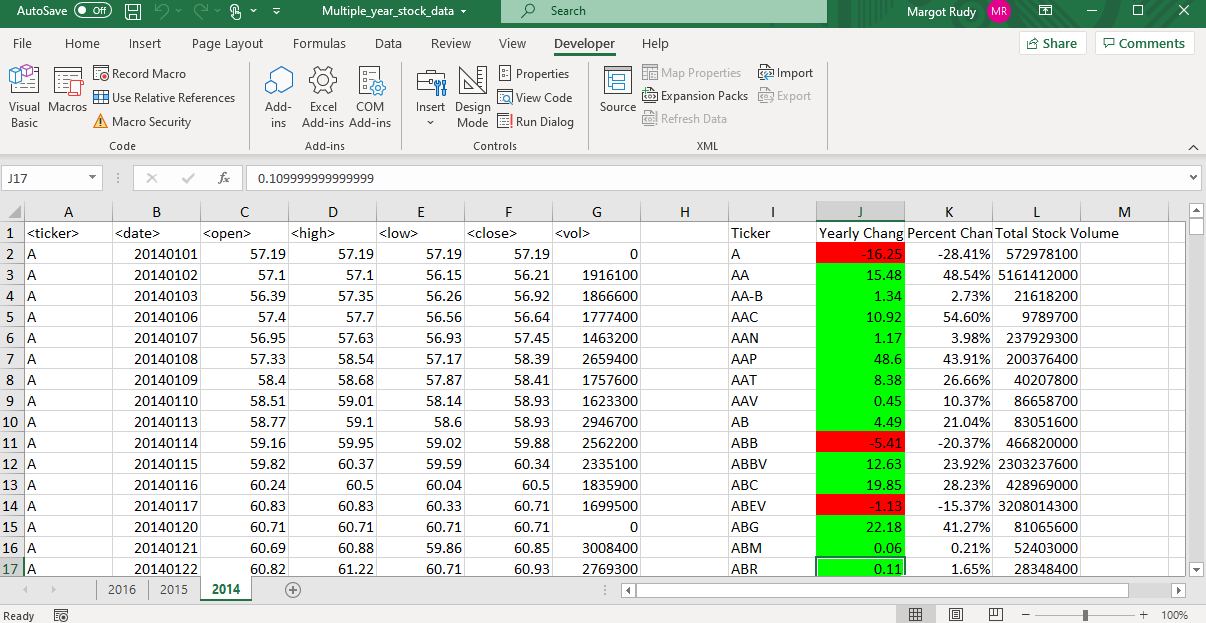 AutoSave Off Multiple_year_stock_data Search Margot Rudy MR
File Home Insert Page Layout Formulas Data Review View Developer Help Share Comments
Visual Basic
Macros
Record Macro
Use Relative References
Macro Security
Code
Add-ins
Excel Add-ins
COM Add-ins
Add-ins
Insert
Design Mode
Properties
View Code
Run Dialog
Controls
Source
Map Properties
Expansion Packs
Refresh Data
Import
Export
XML
J17 fx 0.109999999999999
A B C D E F G H I J K L M
1 <ticker> <date> <open> <high> <low> <close> <vol> Ticker Yearly Chang Percent Chan Total Stock Volume
2 A 20140101 57.19 57.19 57.19 57.19 0 A -16.25 -28.41% 572978100
3 A 20140102 57.1 57.1 56.15 56.21 1916100 AA 15.48 48.54% 5161412000
4 A 20140103 56.39 57.35 56.26 56.92 1866600 AA-B 1.34 2.73% 21618200
5 A 20140106 57.4 57.7 56.56 56.64 1777400 AAC 10.92 54.60% 9789700
6 A 20140107 56.95 57.63 56.93 57.45 1463200 AAN 1.17 3.98% 237929300
7 A 20140108 57.33 58.54 57.17 58.39 2659400 AAP 48.6 43.91% 200376400
8 A 20140109 58.4 58.68 57.87 58.41 1757600 AAT 8.38 26.66% 40207800
9 A 20140110 58.51 59.01 58.14 58.93 1623300 AAV 0.45 10.37% 86658700
10 A 20140113 58.77 59.1 58.6 58.93 2946700 AB 4.49 21.04% 83051600
11 A 20140114 59.16 59.95 59.02 59.88 2562200 ABB -5.41 -20.37% 466820000
12 A 20140115 59.82 60.37 59.59 60.34 2335100 ABBV 12.63 23.92% 2303237600
13 A 20140116 60.24 60.5 60.04 60.5 1835900 ABC 19.85 28.23% 428969000
14 A 20140117 60.83 60.83 60.33 60.71 1699500 ABEV -1.13 -15.37% 3208014300
15 A 20140120 60.71 60.71 60.71 60.71 0 ABG 22.18 41.27% 81065600
16 A 20140121 60.69 60.88 59.86 60.85 3008400 ABM 0.06 0.21% 52403000
17 A 20140122 60.82 61.22 60.71 60.93 2769300 ABR 0.11 1.65% 28348400
2016 2015 2014
Ready 100%